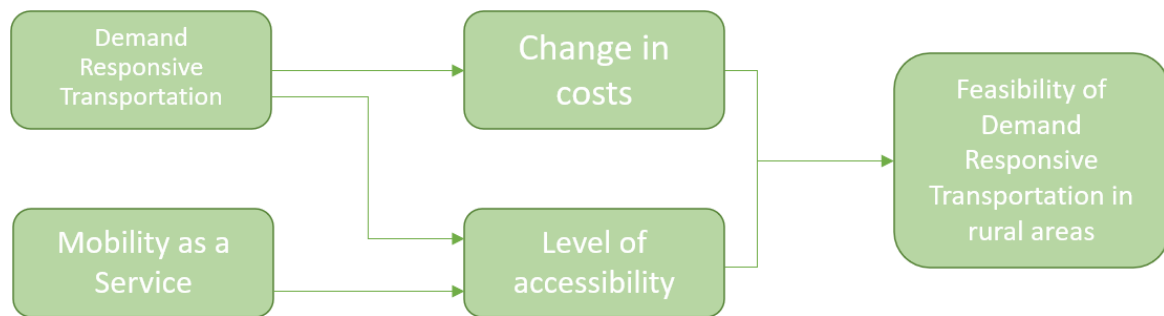 Demand
Responsive
Transportation
Change in
costs
Feasibility of
Demand
Responsive
Transportation in
rural areas
Mobility as a
Service
Level of
accessibility